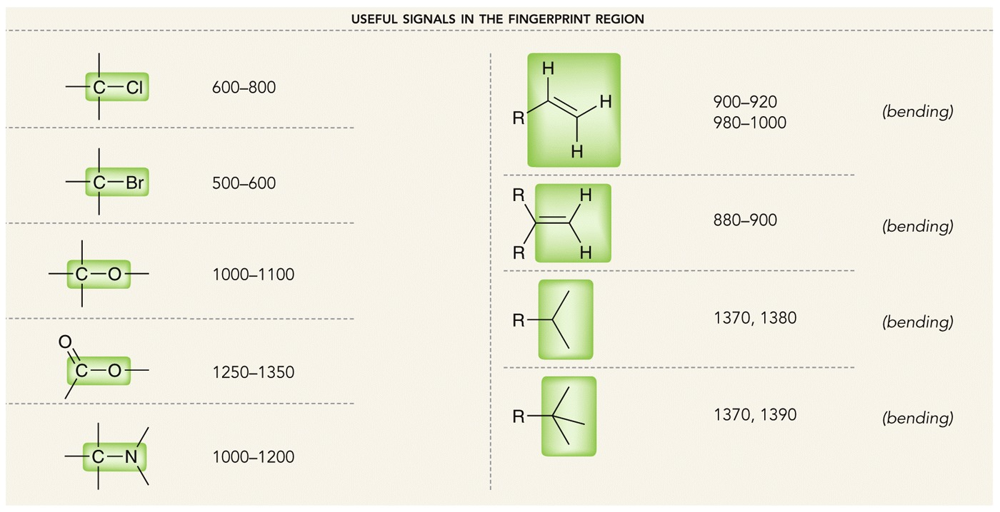 USEFUL SIGNALS IN THE FINGERPRINT REGION
C Cl
600–800
C Br
500–600
C O
1000–1100
O
C O
1250–1350
C N
1000–1200
H
H
R
H
900–920
980–1000
(bending)
R H
R H
880–900
(bending)
R
1370, 1380
(bending)
R
1370, 1390
(bending)